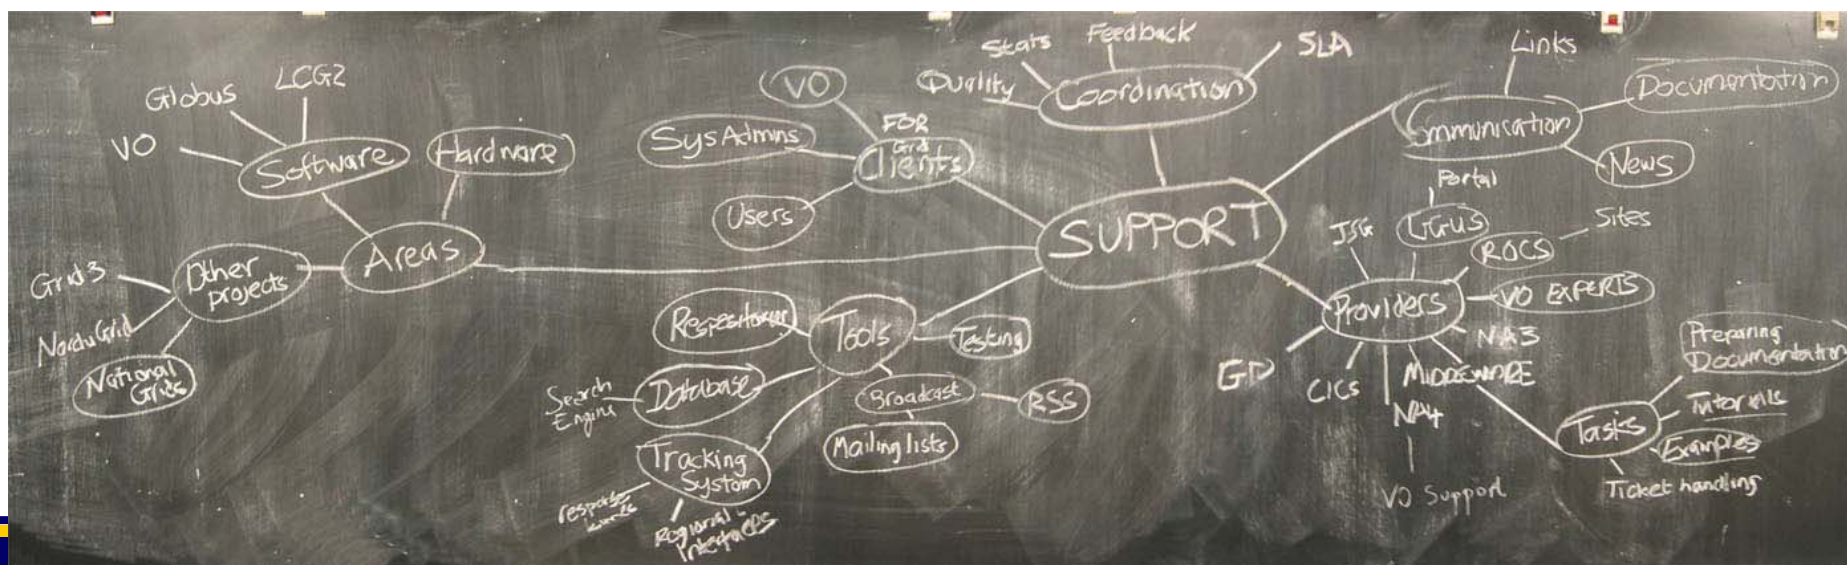 Globus
LCG2
VO
Software
Hardware
Areas
Other
projects
Grid3
NorduGrid
National
Grids
VO
SysAdmins
FOR
Grid
Clients
Users
Stats
Feedback
SLA
Quality
Coordination
SUPPORT
Links
Documentation
Communication
News
Portal
GGUS
JSG
ROCS
Sites
Providers
VO EXPERTS
NA3
GD
CICs
MIDDLEWARE
NA4
VO Support
Preparing
Documentation
Tasks
Tutorials
Examples
Ticket handling
Tools
Testing
Database
Search
Engine
Broadcast
RSS
Mailing lists
Tracking
System
response
Regional
interfaces